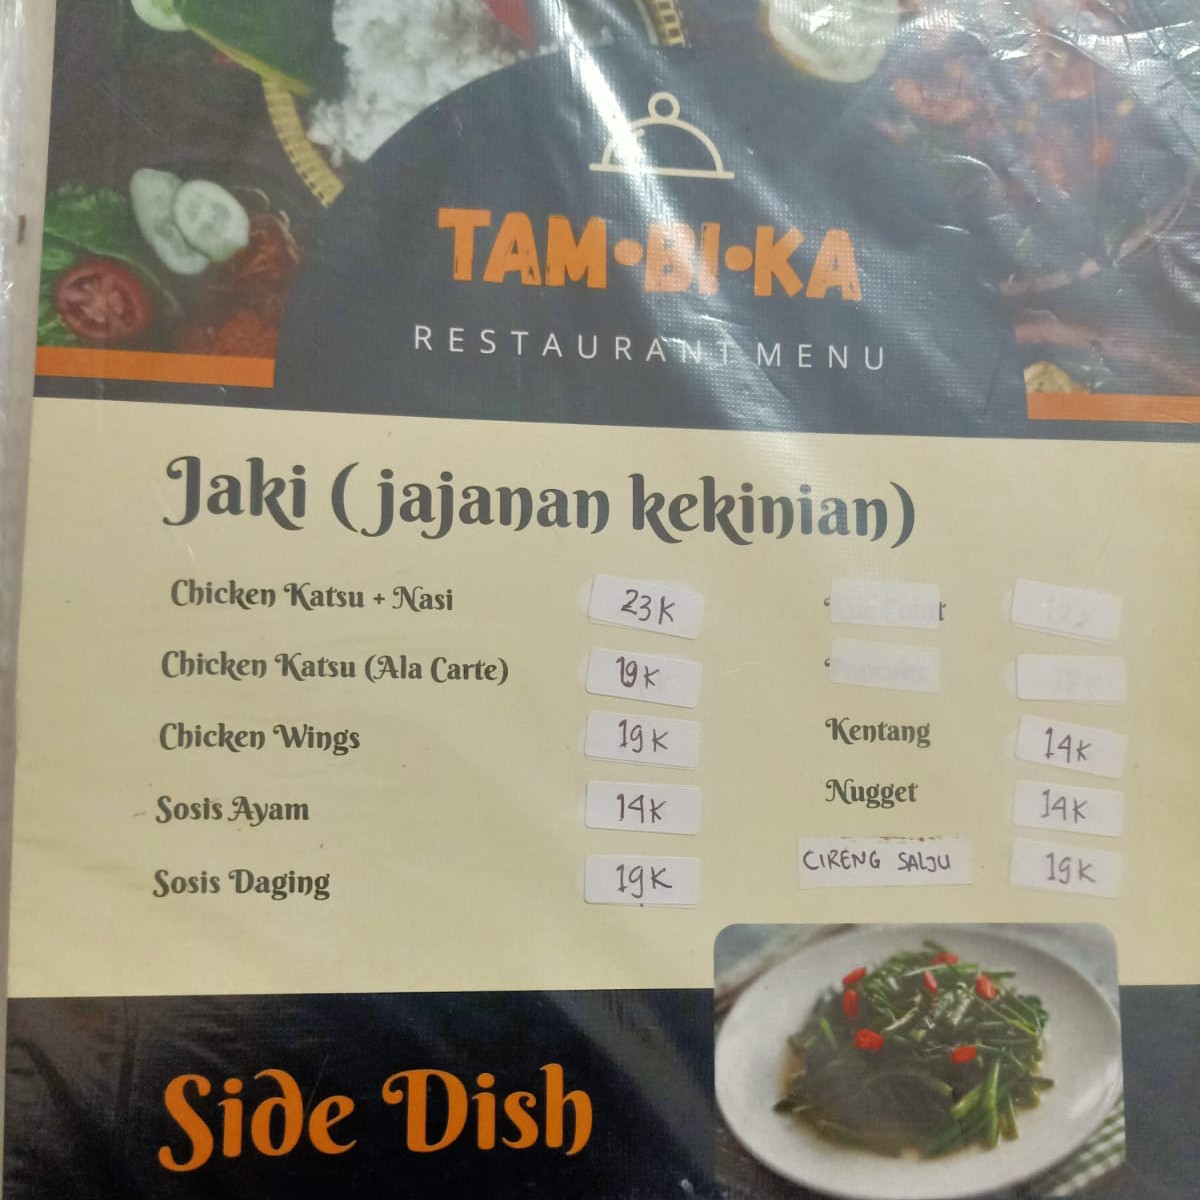 TAM•BI•KA
RESTAURANT MENU
Jaki (jajanan kekinian)
Chicken Katsu + Nasi 23K
Chicken Katsu (Ala Carte) 19K
Chicken Wings 19K
Sosis Ayam 14K
Sosis Daging 19K
Kentang 14K
Nugget 14K
CIRENG SALJU 19K
Side Dish